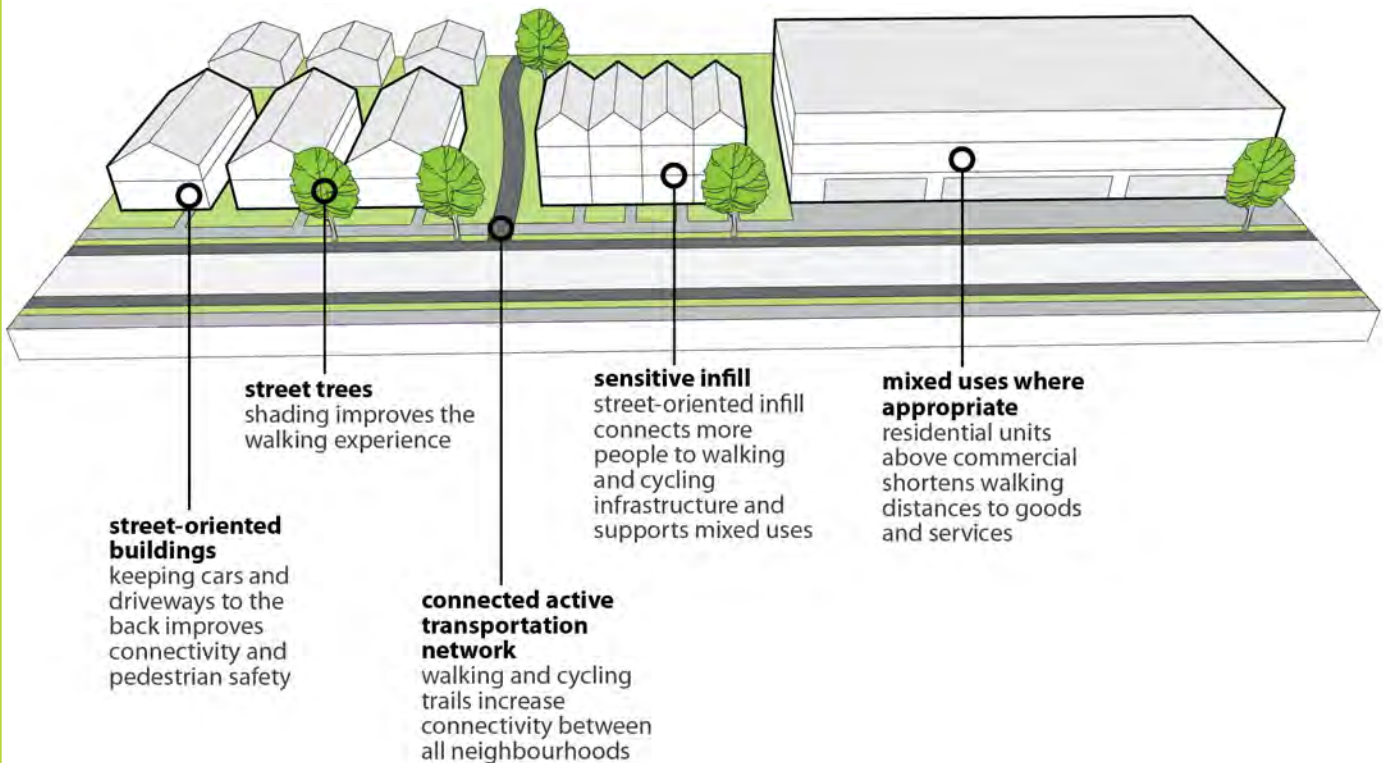 street-oriented
buildings
keeping cars and
driveways to the
back improves
connectivity and
pedestrian safety
street trees
shading improves the
walking experience
connected active
transportation
network
walking and cycling
trails increase
connectivity between
all neighbourhoods
sensitive infill
street-oriented infill
connects more
people to walking
and cycling
infrastructure and
supports mixed uses
mixed uses where
appropriate
residential units
above commercial
shortens walking
distances to goods
and services